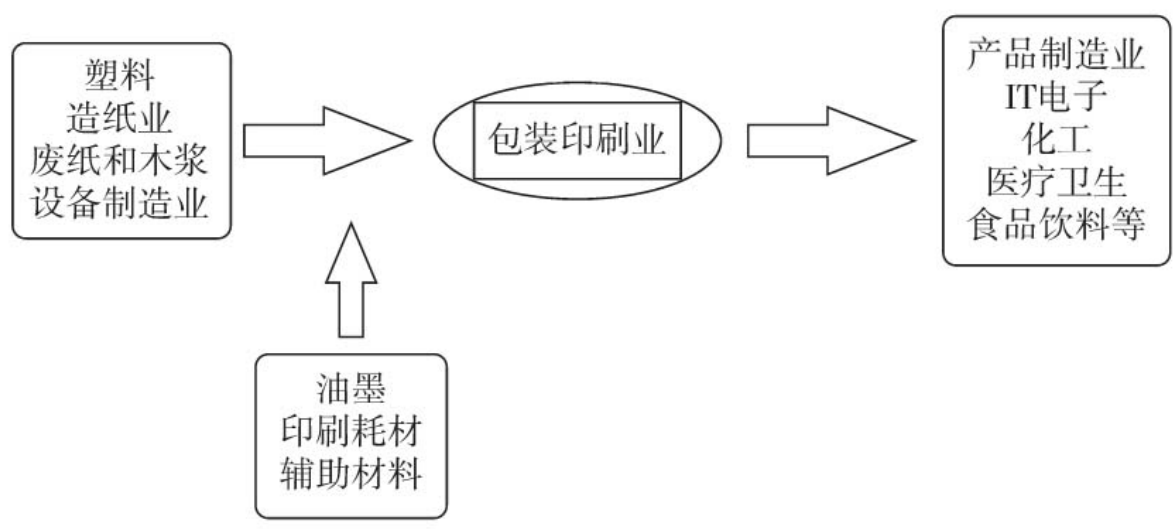 塑料
造纸业
废纸和木浆
设备制造业
包装印刷业
产品制造业
IT电子
化工
医疗卫生
食品饮料等
油墨
印刷耗材
辅助材料